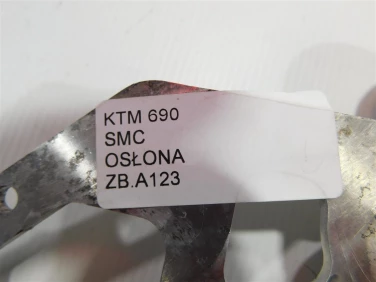 KTM 690
SMC
OSŁONA
ZB.A123